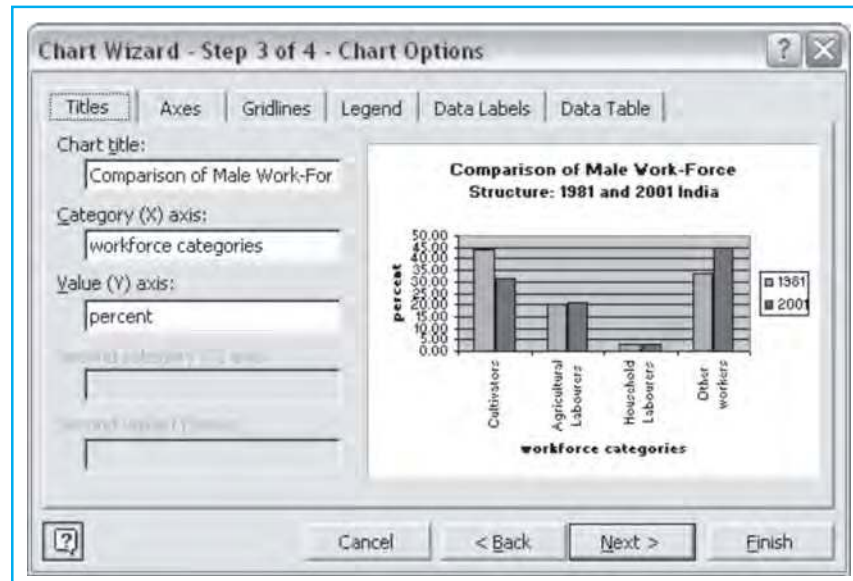 Chart Wizard - Step 3 of 4 - Chart Options
Titles
Axes
Gridlines
Legend
Data Labels
Data Table
Chart title:
Comparison of Male Work-For
Category (X) axis:
workforce categories
Value (Y) axis:
percent
Comparison of Male Work-Force
Structure: 1981 and 2001 India
percent
50.00
45.00
40.00
35.00
30.00
25.00
20.00
15.00
10.00
5.00
0.00
Cultivators
Agricultural
Labourers
Household
Labourers
Other
workers
workforce categories
1981
2001
Cancel
< Back
Next >
Finish